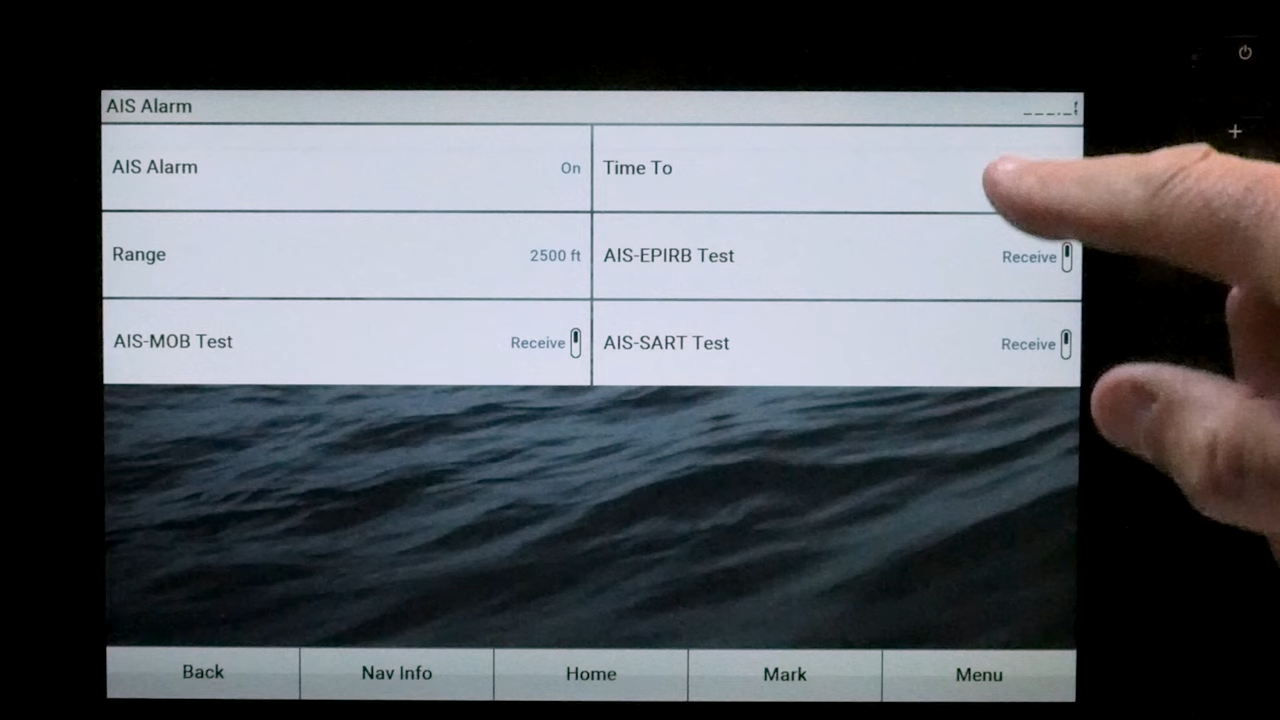 AIS Alarm
_ _ _._ f
AIS Alarm On Time To
Range 2500 ft AIS-EPIRB Test Receive
AIS-MOB Test Receive AIS-SART Test Receive
Back Nav Info Home Mark Menu
+